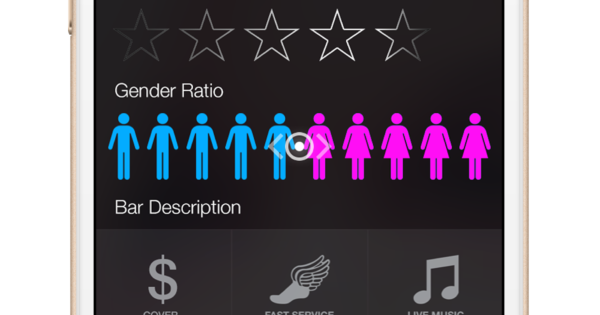 Gender Ratio
Bar Description
$
COVER
FAST SERVICE
LIVE MUSIC